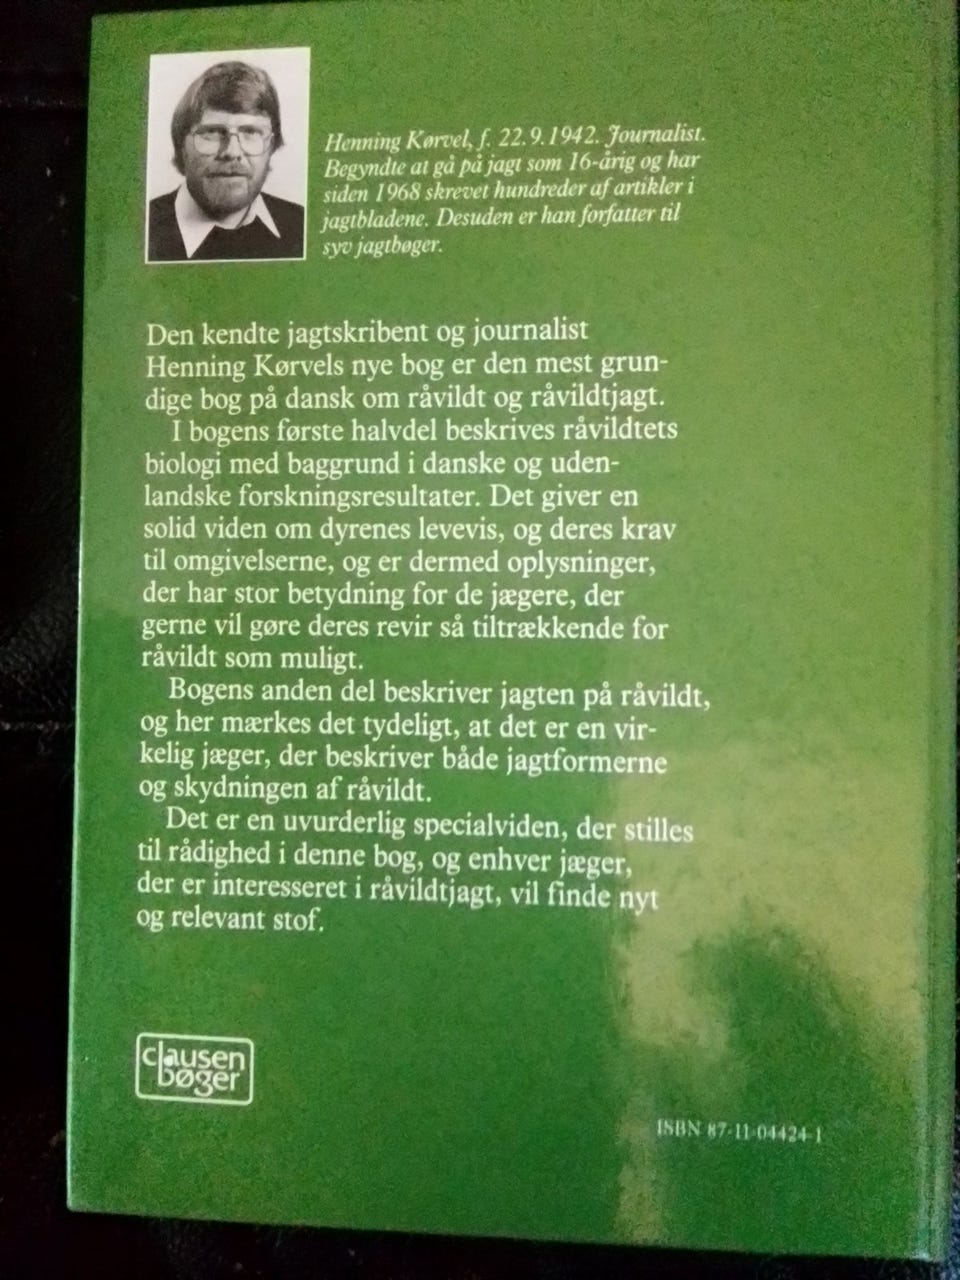 Henning Kørvel, f. 22.9.1942. Journalist.
Begyndte at gå på jagt som 16-årig og har
siden 1968 skrevet hundreder af artikler i
jagtbladene. Desuden er han forfatter til
syv jagtbøger.
Den kendte jagtskribent og journalist
Henning Kørvels nye bog er den mest grun-
dige bog på dansk om råvildt og råvildtjagt.
I bogens første halvdel beskrives råvildtets
biologi med baggrund i danske og uden-
landske forskningsresultater. Det giver en
solid viden om dyrenes levevis, og deres krav
til omgivelserne, og er dermed oplysninger,
der har stor betydning for de jægere, der
gerne vil gøre deres revir så tiltrækkende for
råvildt som muligt.
Bogens anden del beskriver jagten på råvildt,
og her mærkes det tydeligt, at det er en vir-
kelig jæger, der beskriver både jagtformerne
og skydningen af råvildt.
Det er en uvurderlig specialviden, der stilles
til rådighed i denne bog, og enhver jæger,
der er interesseret i råvildtjagt, vil finde nyt
og relevant stof.
clausen
bøger
ISBN 87-11-04424-1